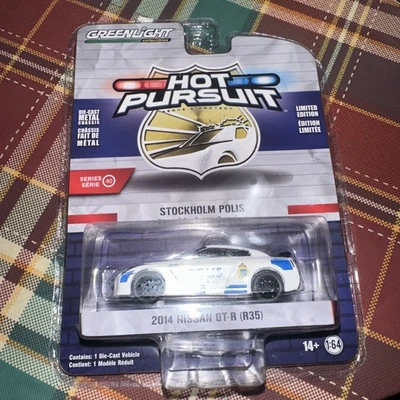 GREENLIGHT
HOT
PURSUIT
DIE-CAST
METAL
CHASSIS
CHÂSSIS
FAIT DE
MÉTAL
LIMITED
EDITION
ÉDITION
LIMITÉE
SERIES
SÉRIE
40
STOCKHOLM POLIS
2014 NISSAN GT-R (R35)
Contains: 1 Die-Cast Vehicle
Contient: 1 Modèle Réduit
14+
1:64